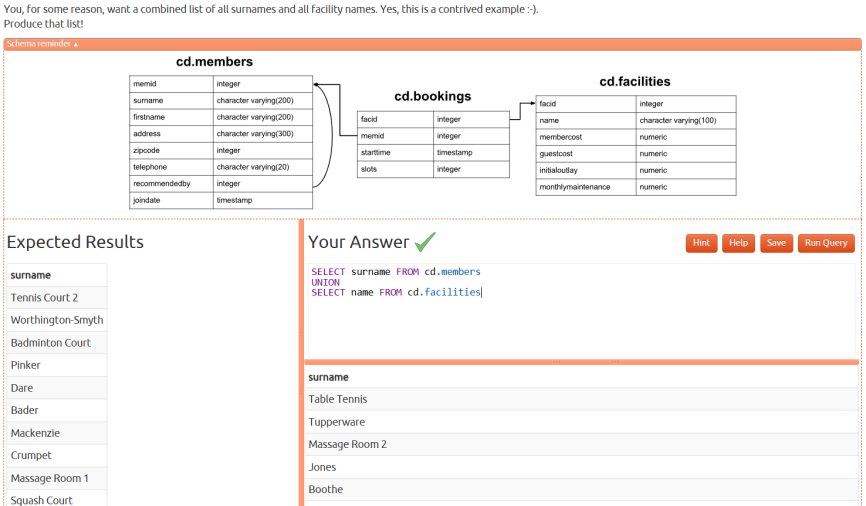 You, for some reason, want a combined list of all surnames and all facility names. Yes, this is a contrived example :-).
Produce that list!
Schema reminder ▲
cd.members
memid integer
surname character varying(200)
firstname character varying(200)
address character varying(300)
zipcode integer
telephone character varying(20)
recommendedby integer
joindate timestamp
cd.bookings
facid integer
memid integer
starttime timestamp
slots integer
cd.facilities
facid integer
name character varying(100)
membercost numeric
guestcost numeric
initialoutlay numeric
monthlymaintenance numeric
Expected Results
surname
Tennis Court 2
Worthington-Smyth
Badminton Court
Pinker
Dare
Bader
Mackenzie
Crumpet
Massage Room 1
Squash Court
Your Answer
Hint Help Save Run Query
SELECT surname FROM cd.members
UNION
SELECT name FROM cd.facilities
surname
Table Tennis
Tupperware
Massage Room 2
Jones
Boothe